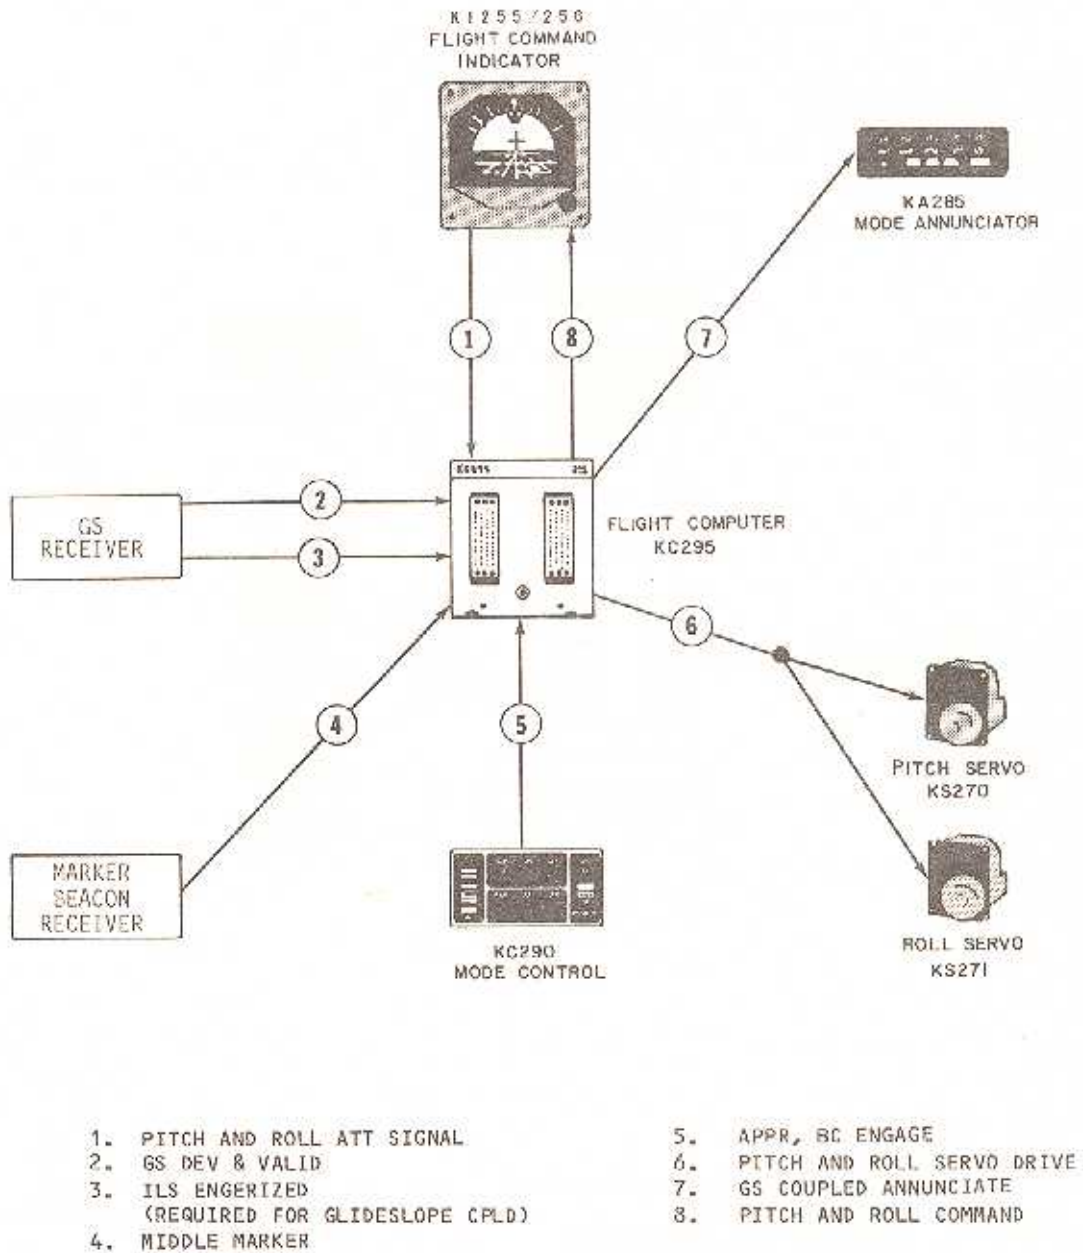 KI255/256
FLIGHT COMMAND
INDICATOR
KA285
MODE ANNUNCIATOR
1
8
7
GS
RECEIVER
2
3
FLIGHT COMPUTER
KC295
6
4
5
PITCH SERVO
KS270
MARKER
BEACON
RECEIVER
KC290
MODE CONTROL
ROLL SERVO
KS271
1. PITCH AND ROLL ATT SIGNAL
2. GS DEV & VALID
3. ILS ENGERIZED
(REQUIRED FOR GLIDESLOPE CPLD)
4. MIDDLE MARKER
5. APPR, BC ENGAGE
6. PITCH AND ROLL SERVO DRIVE
7. GS COUPLED ANNUNCIATE
8. PITCH AND ROLL COMMAND